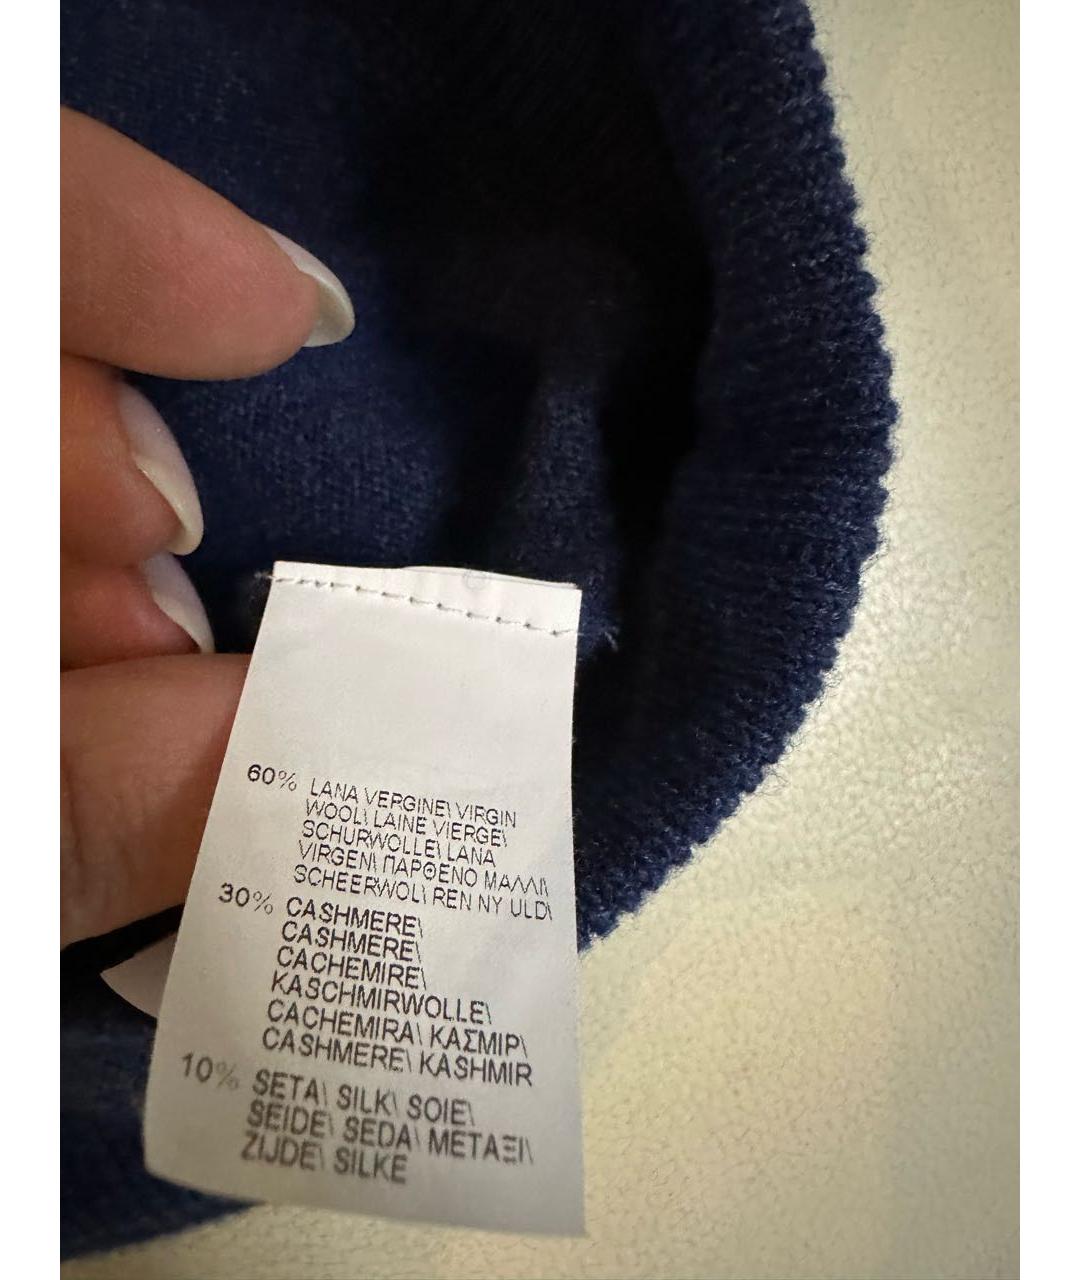 60% LANA VERGINE\ VIRGIN
WOOL\ LAINE VIERGE\
SCHURWOLLE\ LANA
VIRGEN\ ΠΑΡΘΕΝΟ ΜΑΛΛΙ\
SCHEERWOL\ REN NY ULD\
30% CASHMERE\
CASHMERE\
CACHEMIRE\
KASCHMIRWOLLE\
CACHEMIRA\ ΚΑΣΜΙΡ\
CASHMERE\ KASHMIR
10% SETA\ SILK\ SOIE\
SEIDE\ SEDA\ ΜΕΤΑΞΙ\
ZIJDE\ SILKE